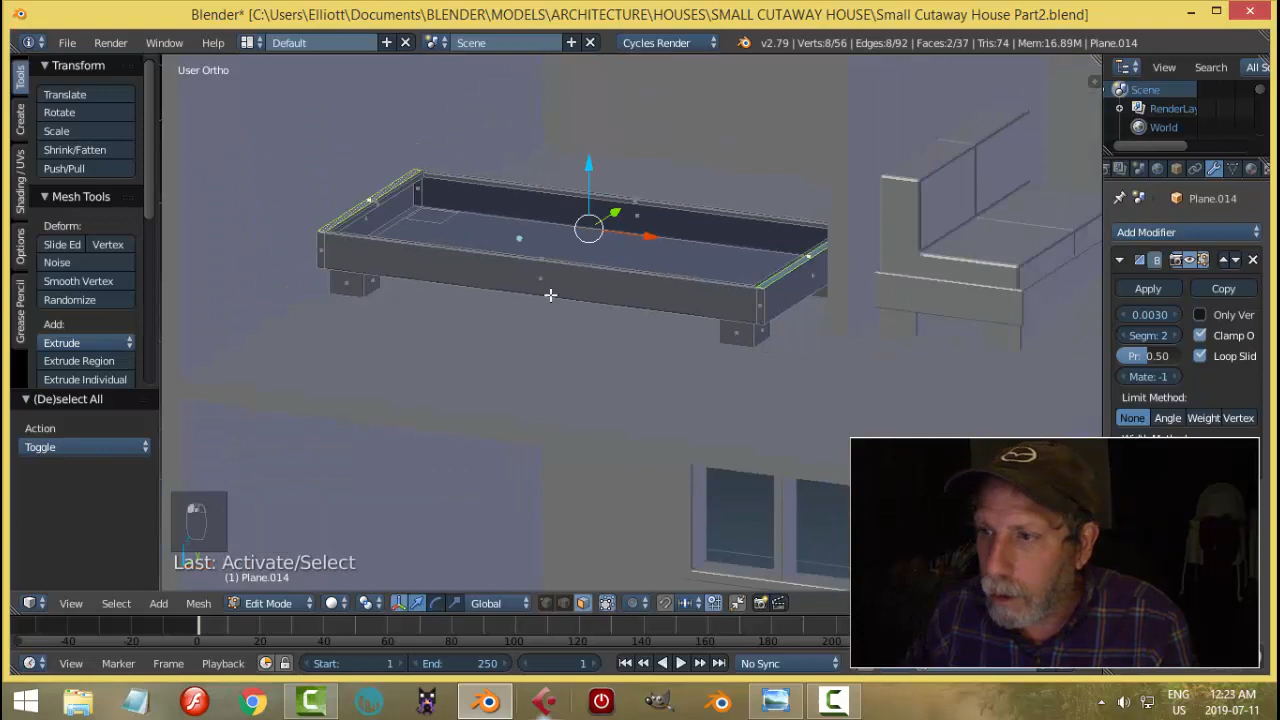 Blender* [C:\Users\Elliott\Documents\BLENDER\MODELS\ARCHITECTURE\HOUSES\SMALL CUTAWAY HOUSE\Small Cutaway House Part2.blend]
File Render Window Help Default Scene Cycles Render v2.79 | Verts:8/56 | Edges:8/92 | Faces:2/37 | Tris:74 | Mem:16.89M | Plane.014
View Search All S
Scene
RenderLay
World
Tools
Create
Shading / UVs
Options
Grease Pencil
Transform
Translate
Rotate
Scale
Shrink/Fatten
Push/Pull
Mesh Tools
Deform:
Slide Ed Vertex
Noise
Smooth Vertex
Randomize
Add:
Extrude
Extrude Region
Extrude Individual
(De)select All
Action
Toggle
User Ortho
Last: Activate/Select
(1) Plane.014
Plane.014
Add Modifier
B
Apply Copy
0.0030 Only Ver
Segm: 2 Clamp O
Pr: 0.50 Loop Slid
Mate: -1
Limit Method:
None Angle Weight Vertex
View Select Add Mesh Edit Mode Global
-40 -20 0 20 40 60 80 100 120 140 160 180 200
View Marker Frame Playback Start: 1 End: 250 1 No Sync
ENG 12:23 AM
US 2019-07-11